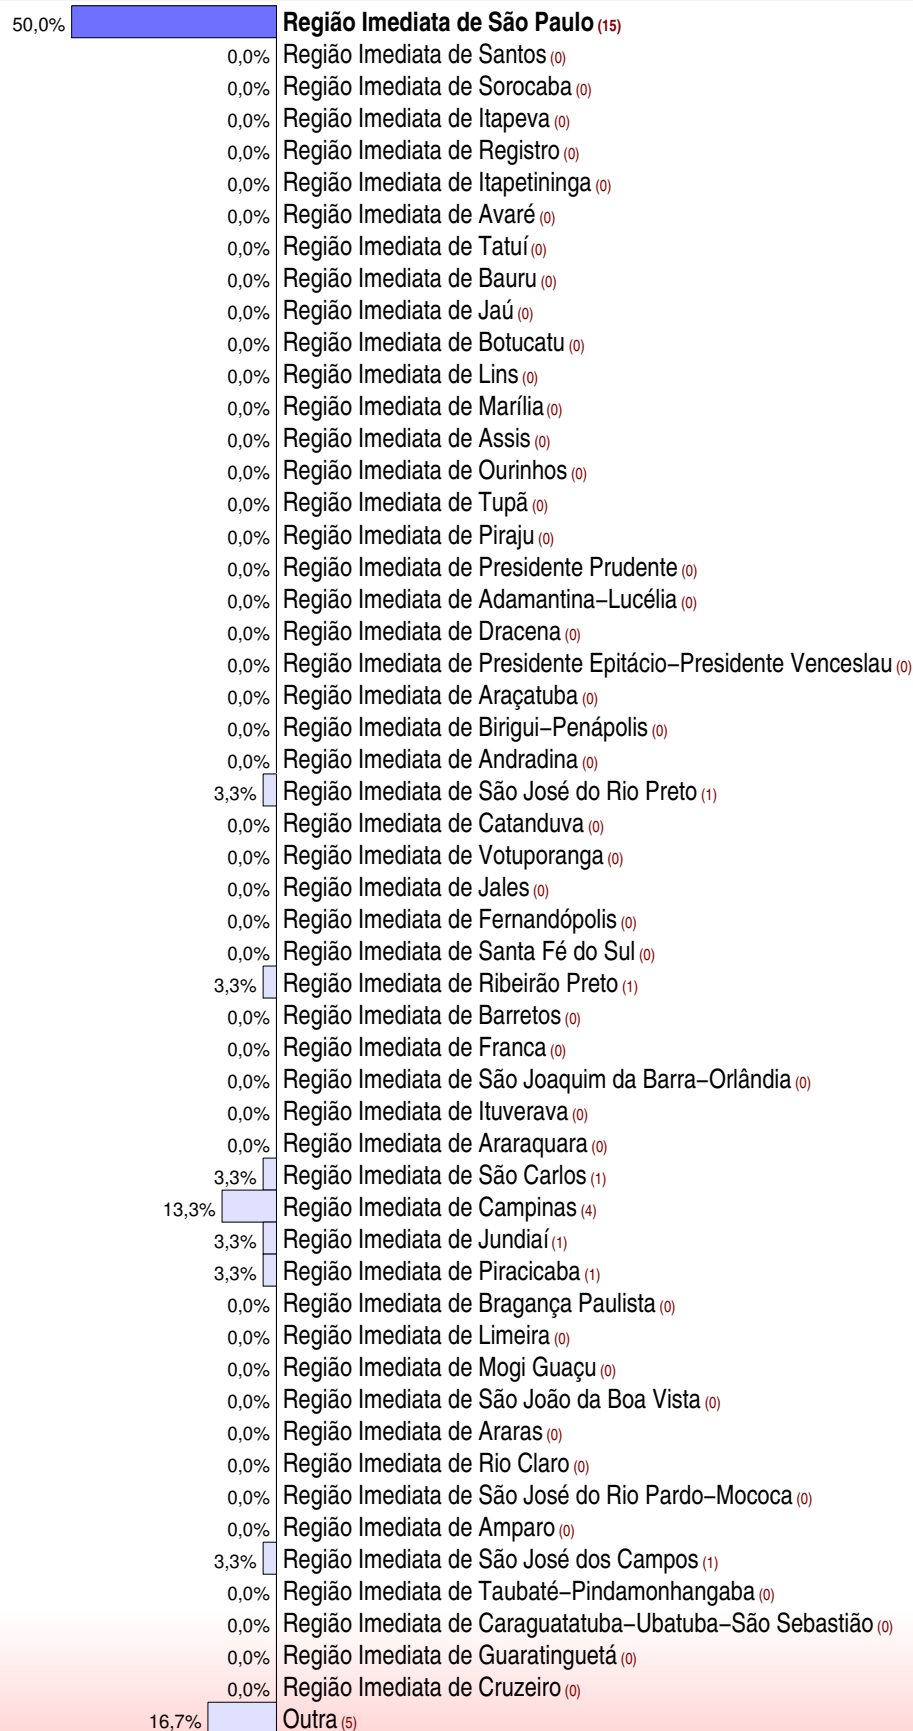 50,0% Região Imediata de São Paulo (15)
0,0% Região Imediata de Santos (0)
0,0% Região Imediata de Sorocaba (0)
0,0% Região Imediata de Itapeva (0)
0,0% Região Imediata de Registro (0)
0,0% Região Imediata de Itapetininga (0)
0,0% Região Imediata de Avaré (0)
0,0% Região Imediata de Tatuí (0)
0,0% Região Imediata de Bauru (0)
0,0% Região Imediata de Jaú (0)
0,0% Região Imediata de Botucatu (0)
0,0% Região Imediata de Lins (0)
0,0% Região Imediata de Marília (0)
0,0% Região Imediata de Assis (0)
0,0% Região Imediata de Ourinhos (0)
0,0% Região Imediata de Tupã (0)
0,0% Região Imediata de Piraju (0)
0,0% Região Imediata de Presidente Prudente (0)
0,0% Região Imediata de Adamantina−Lucélia (0)
0,0% Região Imediata de Dracena (0)
0,0% Região Imediata de Presidente Epitácio−Presidente Venceslau (0)
0,0% Região Imediata de Araçatuba (0)
0,0% Região Imediata de Birigui−Penápolis (0)
0,0% Região Imediata de Andradina (0)
3,3% Região Imediata de São José do Rio Preto (1)
0,0% Região Imediata de Catanduva (0)
0,0% Região Imediata de Votuporanga (0)
0,0% Região Imediata de Jales (0)
0,0% Região Imediata de Fernandópolis (0)
0,0% Região Imediata de Santa Fé do Sul (0)
3,3% Região Imediata de Ribeirão Preto (1)
0,0% Região Imediata de Barretos (0)
0,0% Região Imediata de Franca (0)
0,0% Região Imediata de São Joaquim da Barra−Orlândia (0)
0,0% Região Imediata de Ituverava (0)
0,0% Região Imediata de Araraquara (0)
3,3% Região Imediata de São Carlos (1)
13,3% Região Imediata de Campinas (4)
3,3% Região Imediata de Jundiaí (1)
3,3% Região Imediata de Piracicaba (1)
0,0% Região Imediata de Bragança Paulista (0)
0,0% Região Imediata de Limeira (0)
0,0% Região Imediata de Mogi Guaçu (0)
0,0% Região Imediata de São João da Boa Vista (0)
0,0% Região Imediata de Araras (0)
0,0% Região Imediata de Rio Claro (0)
0,0% Região Imediata de São José do Rio Pardo−Mococa (0)
0,0% Região Imediata de Amparo (0)
3,3% Região Imediata de São José dos Campos (1)
0,0% Região Imediata de Taubaté−Pindamonhangaba (0)
0,0% Região Imediata de Caraguatatuba−Ubatuba−São Sebastião (0)
0,0% Região Imediata de Guaratinguetá (0)
0,0% Região Imediata de Cruzeiro (0)
16,7% Outra (5)